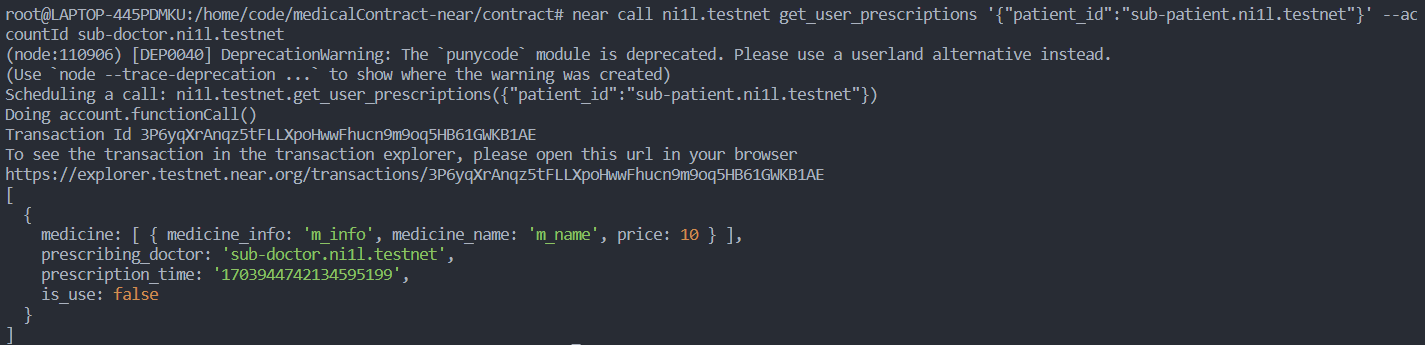 root@LAPTOP-445PDMKU:/home/code/medicalContract-near/contract# near call ni1l.testnet get_user_prescriptions '{"patient_id":"sub-patient.ni1l.testnet"}' --ac
countId sub-doctor.ni1l.testnet
(node:110906) [DEP0040] DeprecationWarning: The `punycode` module is deprecated. Please use a userland alternative instead.
(Use `node --trace-deprecation ...` to show where the warning was created)
Scheduling a call: ni1l.testnet.get_user_prescriptions({"patient_id":"sub-patient.ni1l.testnet"})
Doing account.functionCall()
Transaction Id 3P6yqXrAnqz5tFLLXpoHwwFhucn9m9oq5HB61GWKB1AE
To see the transaction in the transaction explorer, please open this url in your browser
https://explorer.testnet.near.org/transactions/3P6yqXrAnqz5tFLLXpoHwwFhucn9m9oq5HB61GWKB1AE
[
  {
    medicine: [ { medicine_info: 'm_info', medicine_name: 'm_name', price: 10 } ],
    prescribing_doctor: 'sub-doctor.ni1l.testnet',
    prescription_time: '1703944742134595199',
    is_use: false
  }
]